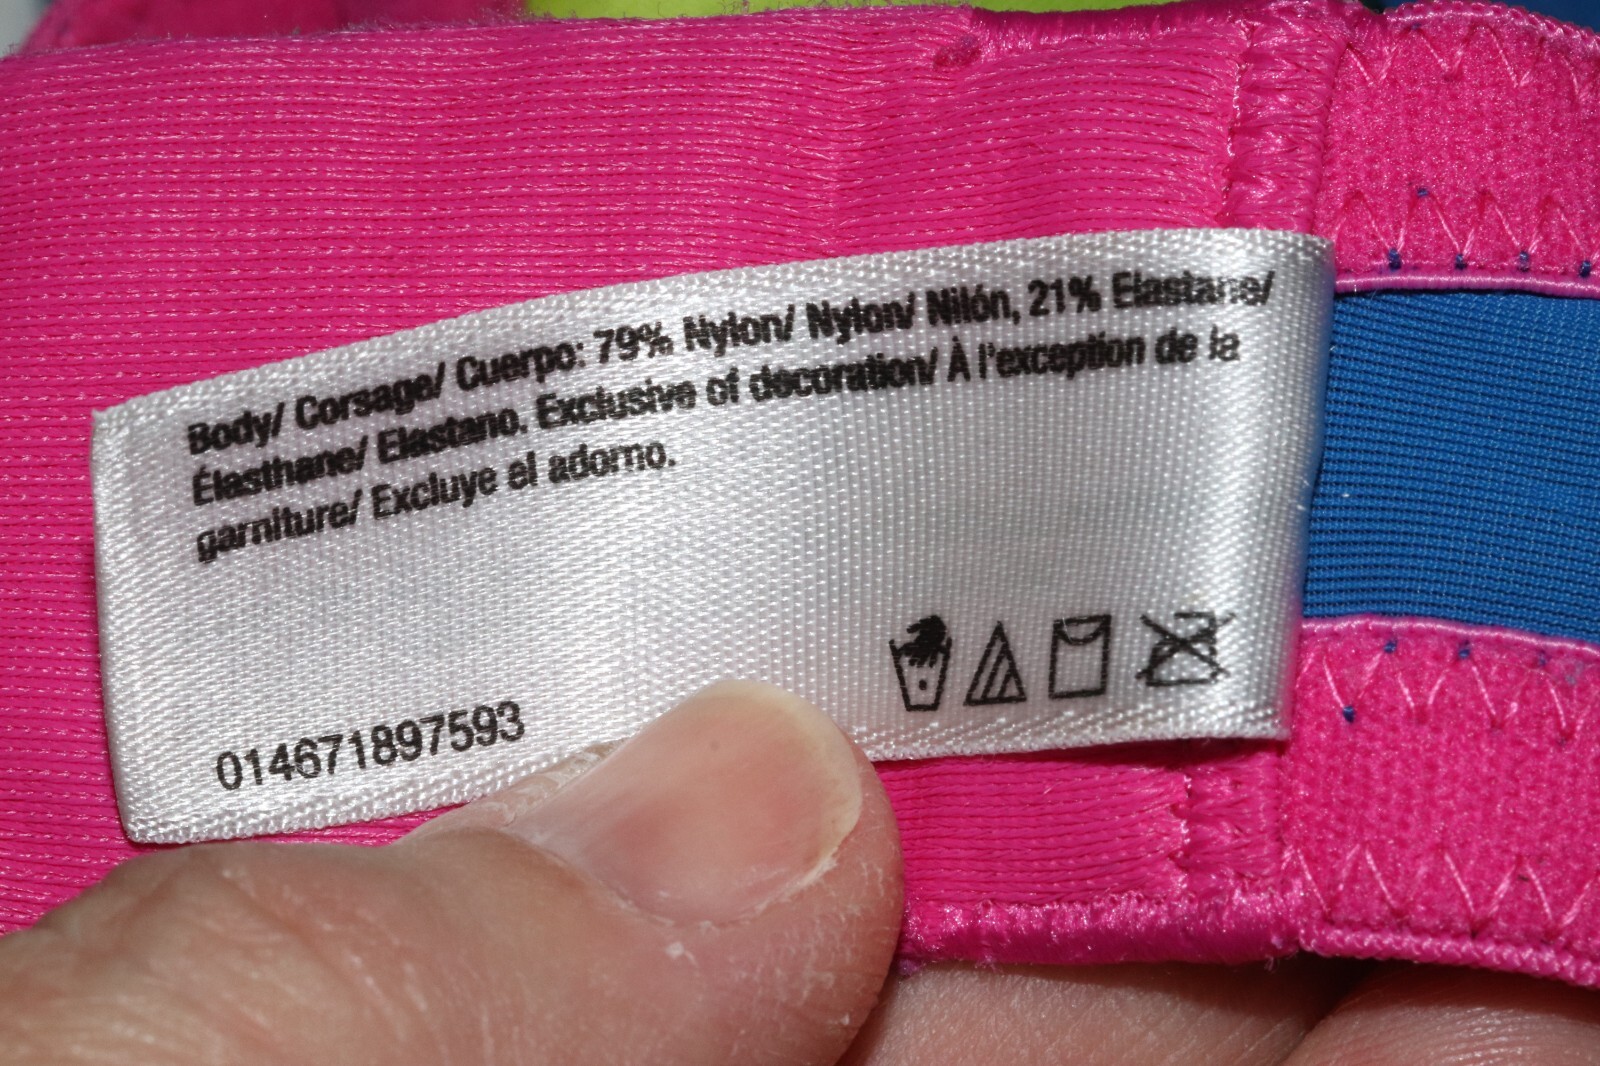 Body/ Corsage/ Cuerpo: 79% Nylon/ Nylon/ Nilón, 21% Elastane/
Élasthane/ Elastano. Exclusive of decoration/ À l'exception de la
garniture/ Excluye el adorno.
014671897593